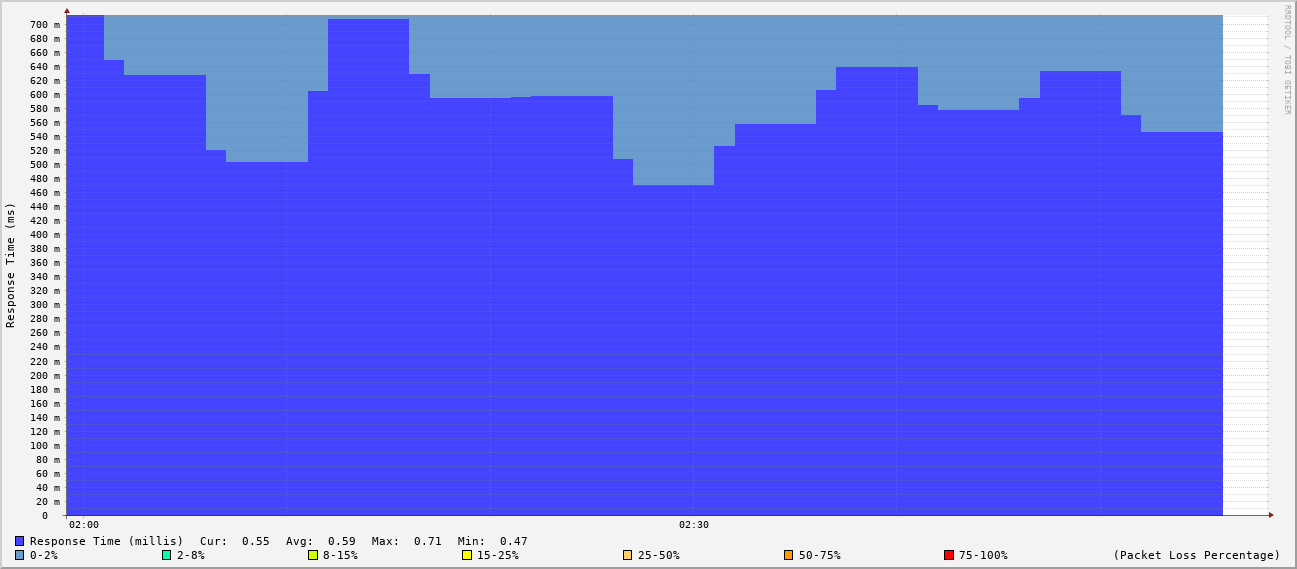 RRDTOOL / TOBI OETIKER
Response Time (ms)
700 m
680 m
660 m
640 m
620 m
600 m
580 m
560 m
540 m
520 m
500 m
480 m
460 m
440 m
420 m
400 m
380 m
360 m
340 m
320 m
300 m
280 m
260 m
240 m
220 m
200 m
180 m
160 m
140 m
120 m
100 m
80 m
60 m
40 m
20 m
0
02:00 02:30
Response Time (millis) Cur: 0.55 Avg: 0.59 Max: 0.71 Min: 0.47
0-2% 2-8% 8-15% 15-25% 25-50% 50-75% 75-100% (Packet Loss Percentage)